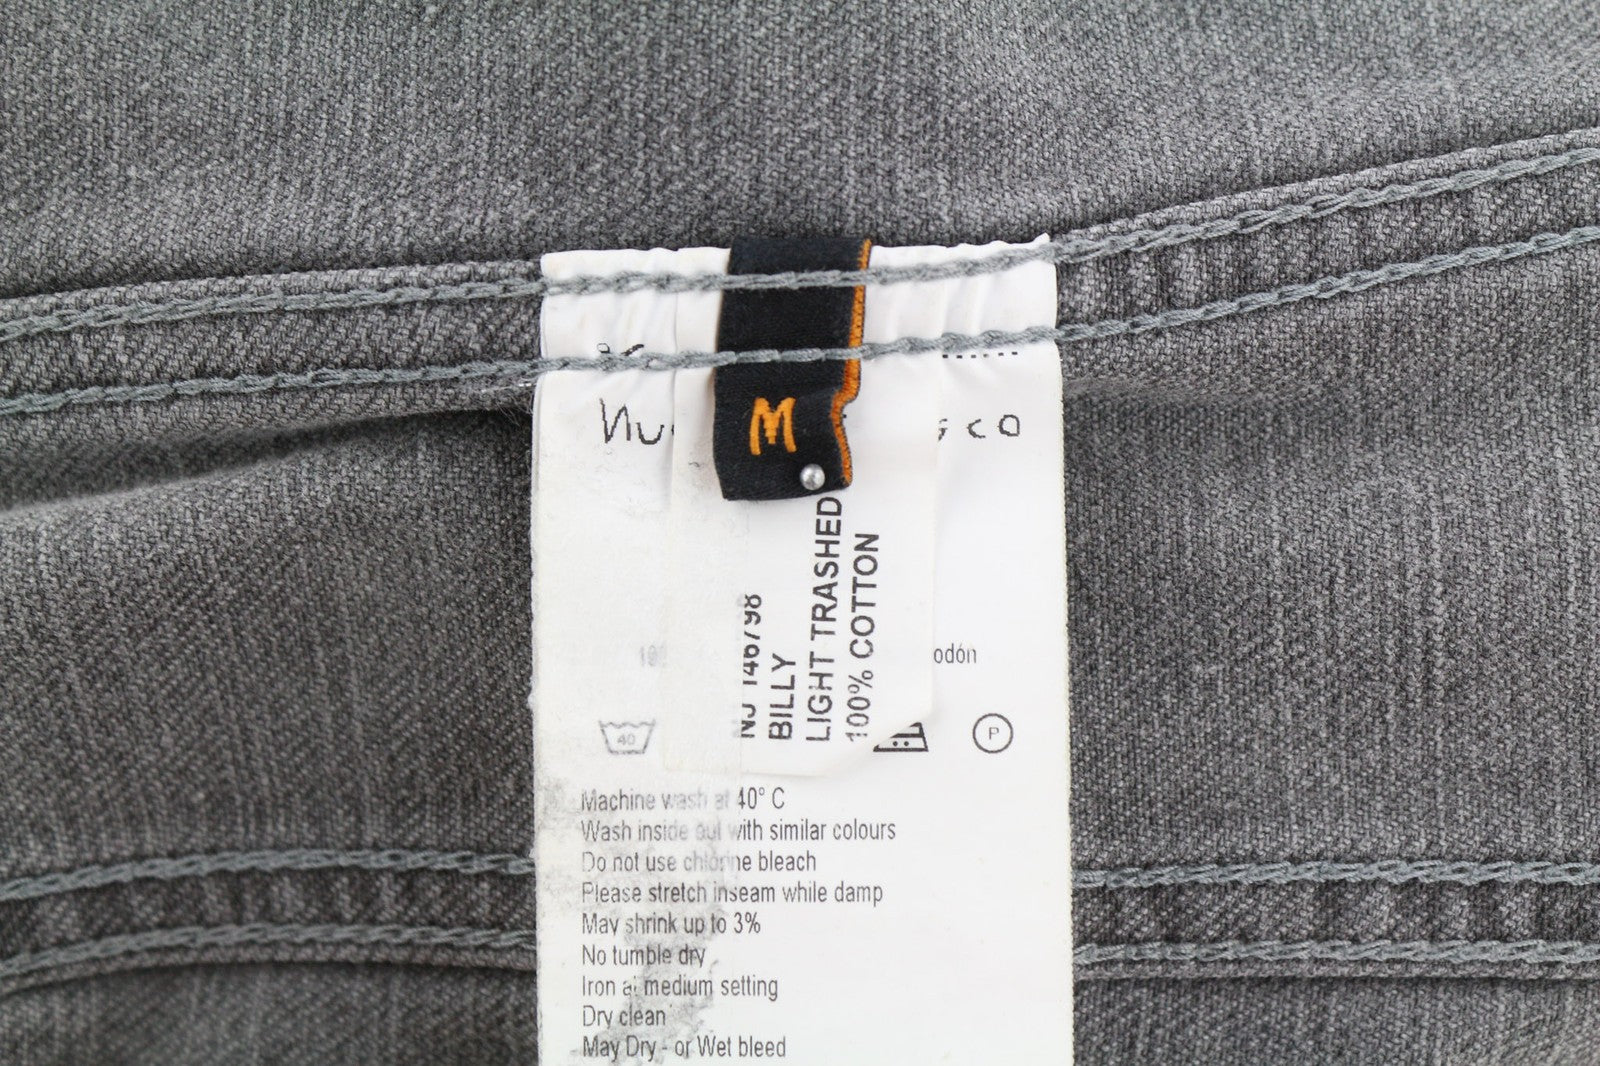 M
NJ 146798
BILLY
LIGHT TRASHED
100% COTTON
40
P
Machine wash at 40° C
Wash inside out with similar colours
Do not use chlorine bleach
Please stretch inseam while damp
May shrink up to 3%
No tumble dry
Iron at medium setting
Dry clean
May Dry - or Wet bleed